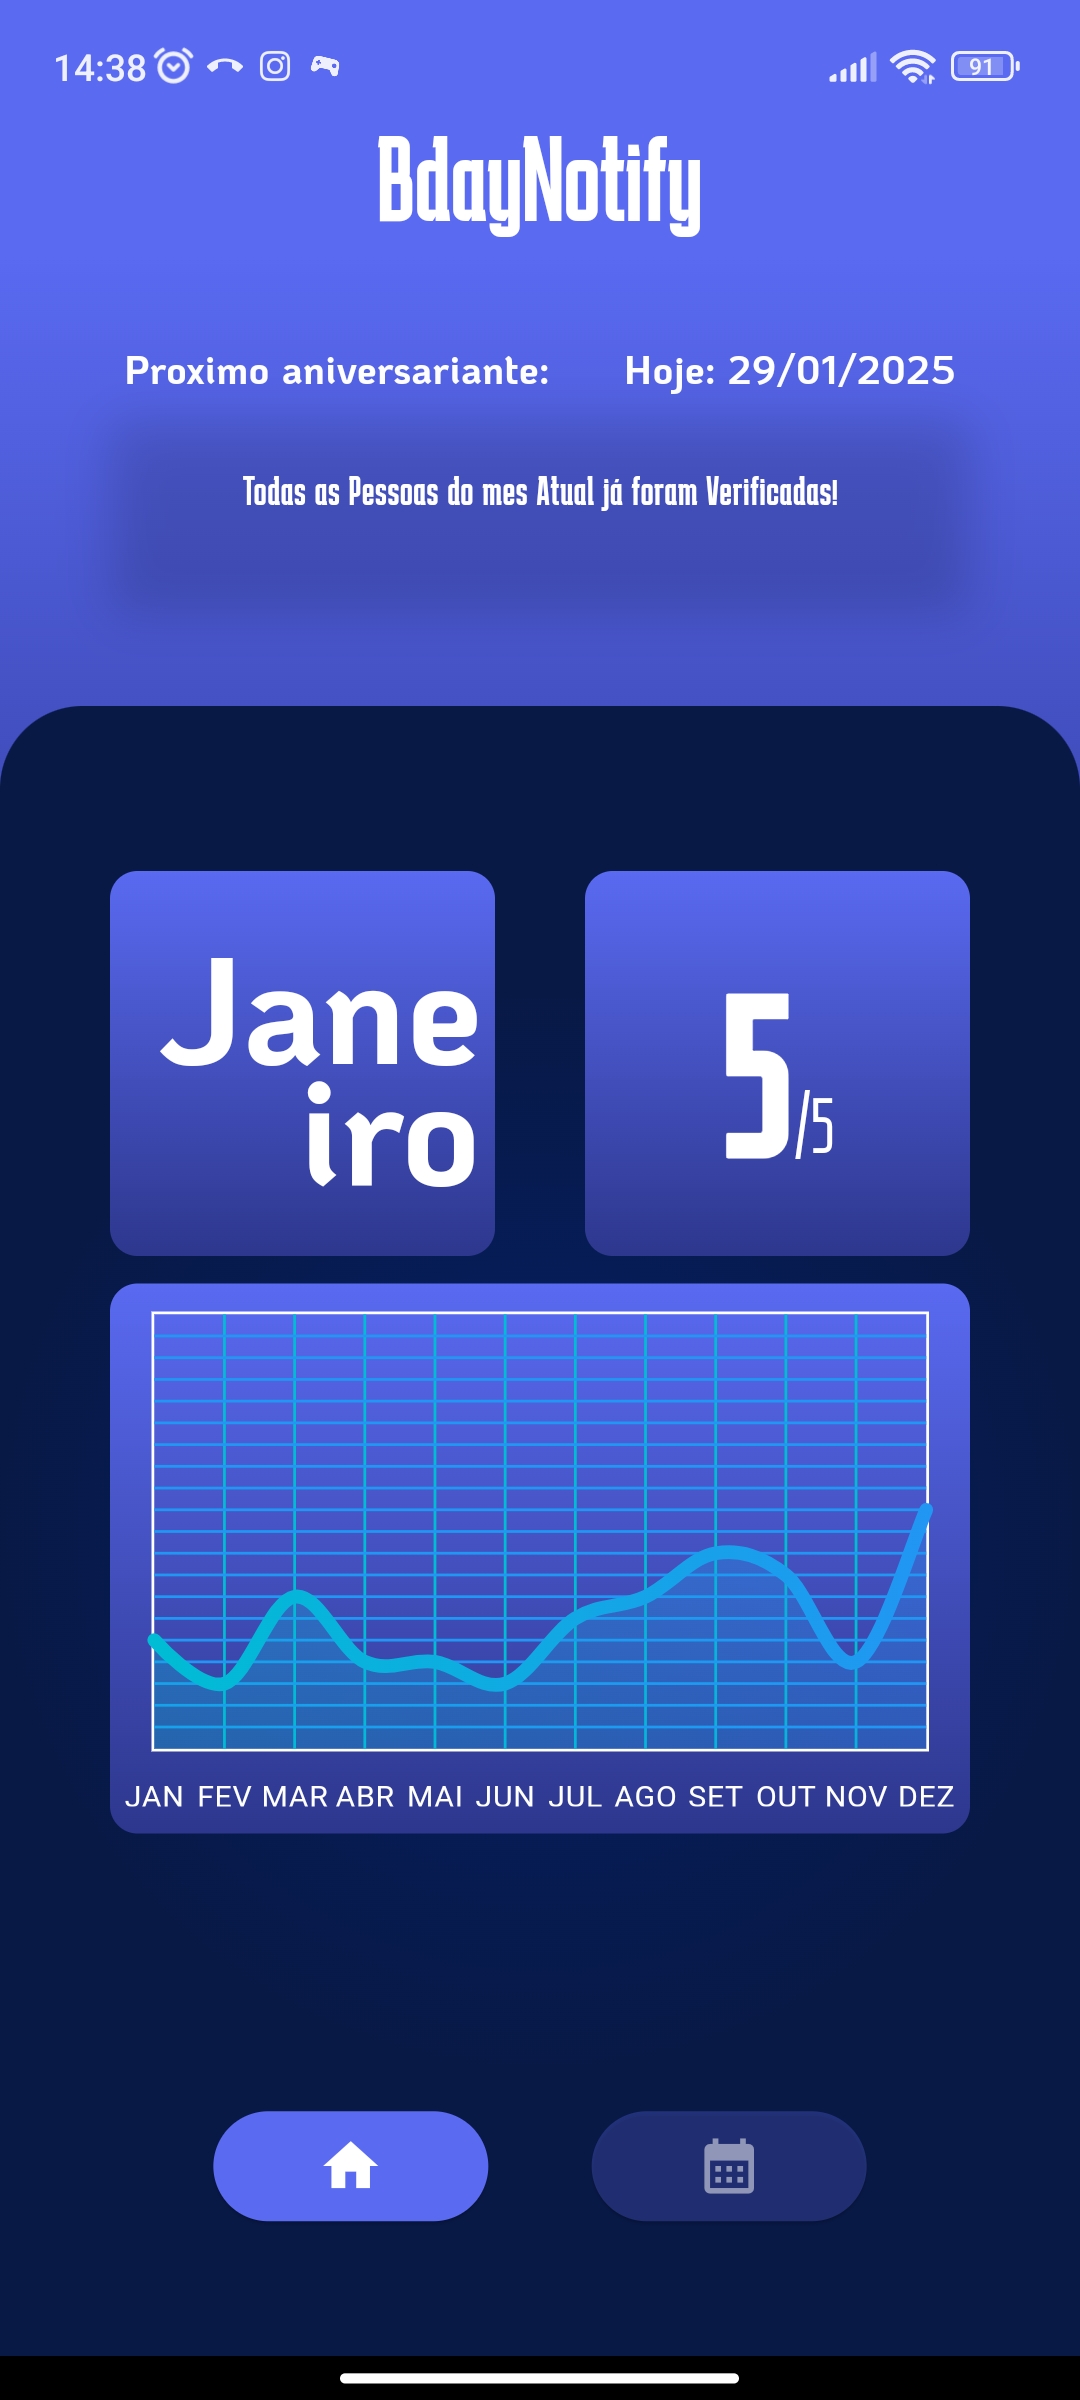 14:38
91
BdayNotify
Proximo aniversariante: Hoje: 29/01/2025
Todas as Pessoas do mes Atual já foram Verificadas!
Jane
iro
5/5
JAN FEV MAR ABR MAI JUN JUL AGO SET OUT NOV DEZ